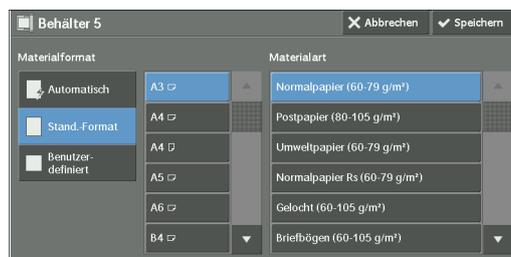 Behälter 5
Abbrechen
Speichern
Materialformat
Materialart
Automatisch
Stand.-Format
Benutzer-
definiert
A3
A4
A4
A5
A6
B4
Normalpapier (60-79 g/m²)
Postpapier (80-105 g/m²)
Umweltpapier (60-79 g/m²)
Normalpapier Rs (60-79 g/m²)
Gelocht (60-105 g/m²)
Briefbögen (60-105 g/m²)